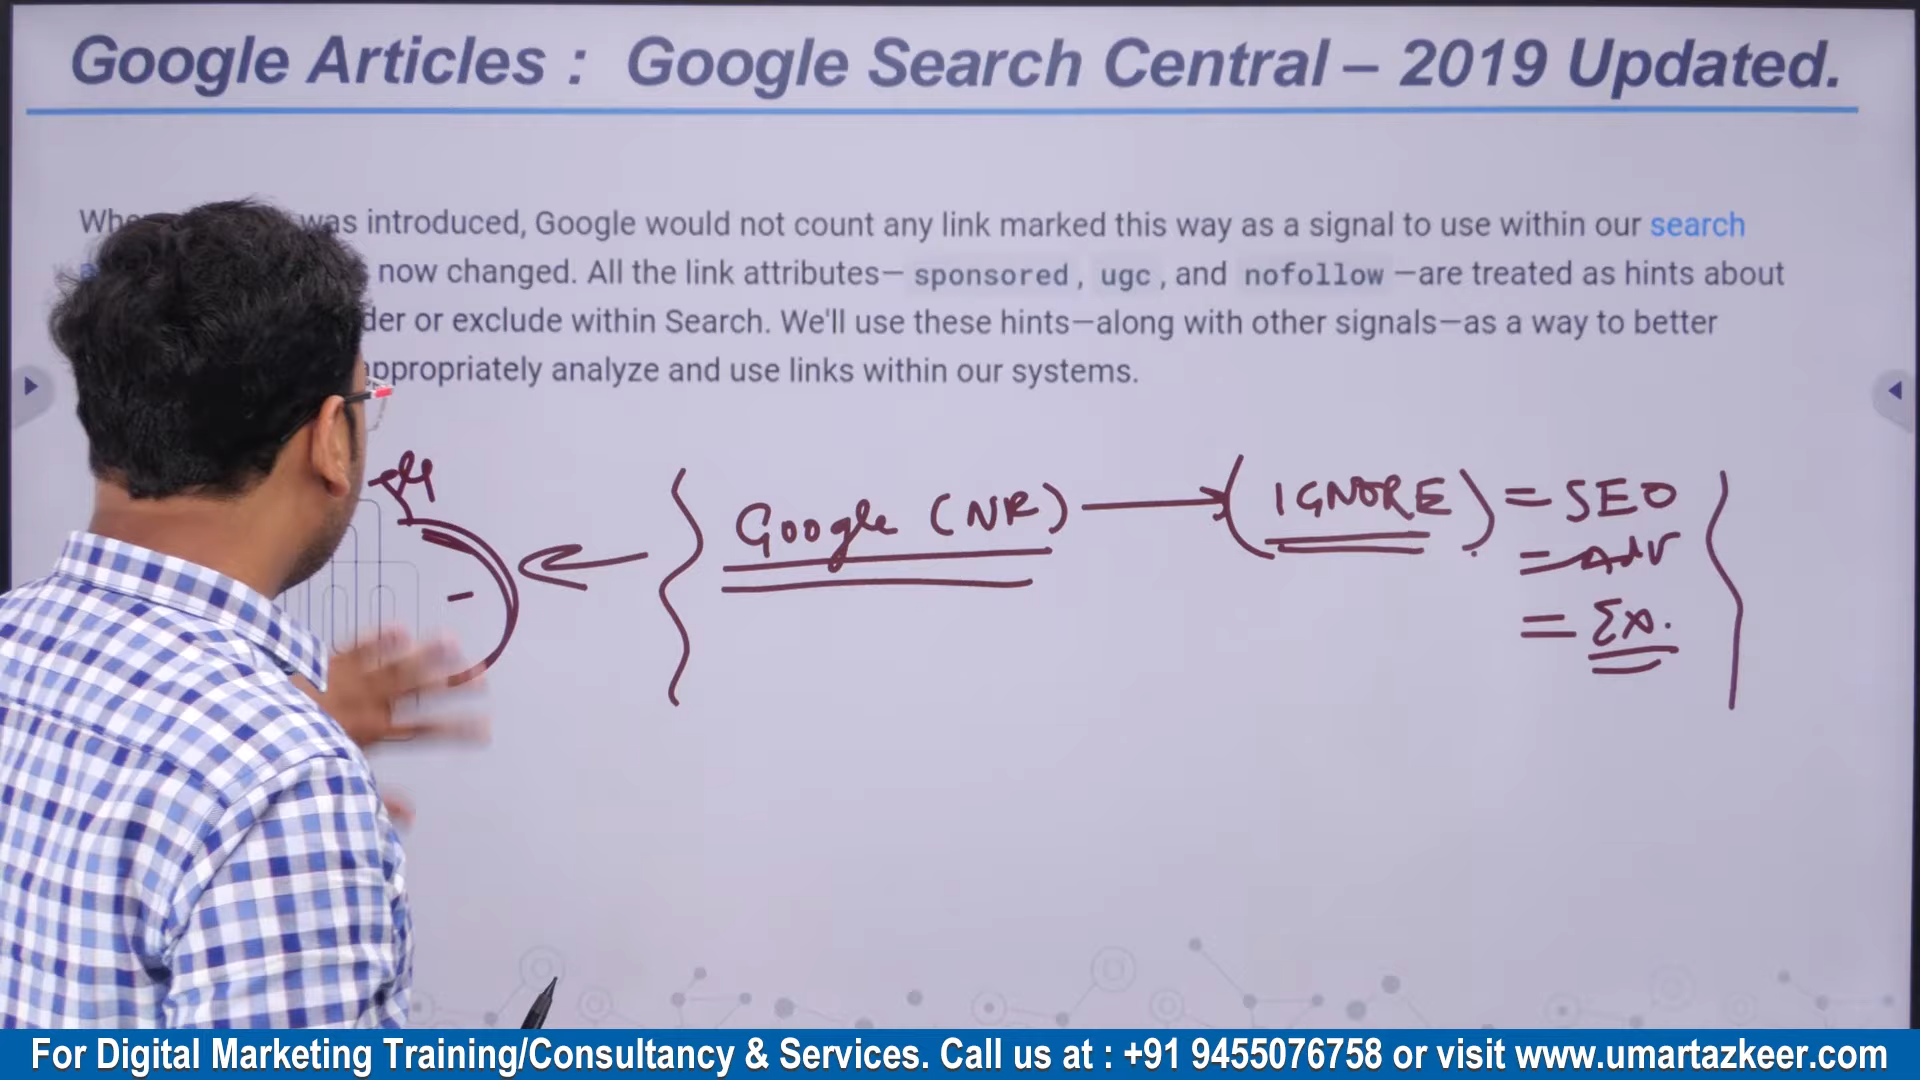 Google Articles : Google Search Central – 2019 Updated.
was introduced, Google would not count any link marked this way as a signal to use within our search
now changed. All the link attributes— sponsored, ugc, and nofollow —are treated as hints about
or exclude within Search. We'll use these hints—along with other signals—as a way to better
appropriately analyze and use links within our systems.
Google (NR) IGNORE = SEO
= Adv
= Ex.
For Digital Marketing Training/Consultancy & Services. Call us at : +91 9455076758 or visit www.umartazkeer.com